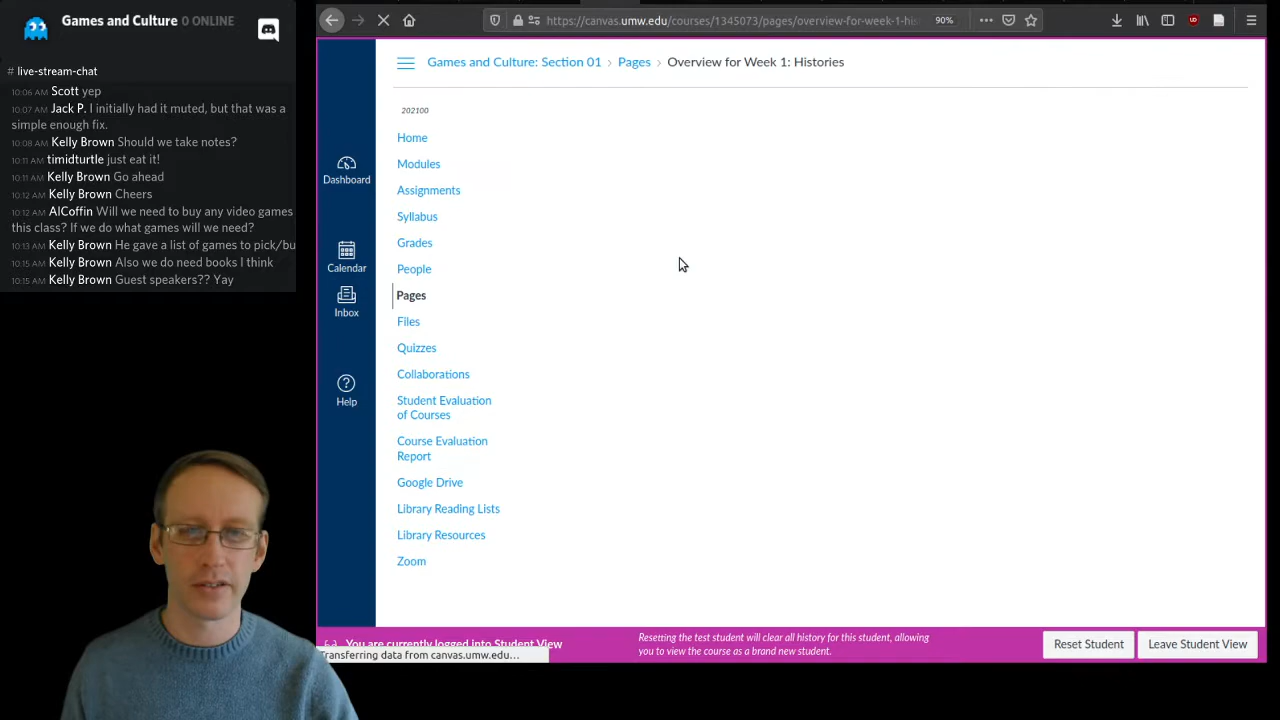 Games and Culture 0 ONLINE
# live-stream-chat
10:06 AM Scott yep
10:07 AM Jack P. I initially had it muted, but that was a
simple enough fix.
10:08 AM Kelly Brown Should we take notes?
10:11 AM timidturtle just eat it!
10:11 AM Kelly Brown Go ahead
10:12 AM Kelly Brown Cheers
10:12 AM AlCoffin Will we need to buy any video games
this class? If we do what games will we need?
10:13 AM Kelly Brown He gave a list of games to pick/bu
10:15 AM Kelly Brown Also we do need books I think
10:15 AM Kelly Brown Guest speakers?? Yay
https://canvas.umw.edu/courses/1345073/pages/overview-for-week-1-his
90%
Games and Culture: Section 01 › Pages › Overview for Week 1: Histories
202100
Home
Modules
Assignments
Syllabus
Grades
People
Pages
Files
Quizzes
Collaborations
Student Evaluation
of Courses
Course Evaluation
Report
Google Drive
Library Reading Lists
Library Resources
Zoom
Dashboard
Calendar
Inbox
Help
You are currently logged into Student View
Transferring data from canvas.umw.edu...
Resetting the test student will clear all history for this student, allowing
you to view the course as a brand new student.
Reset Student
Leave Student View